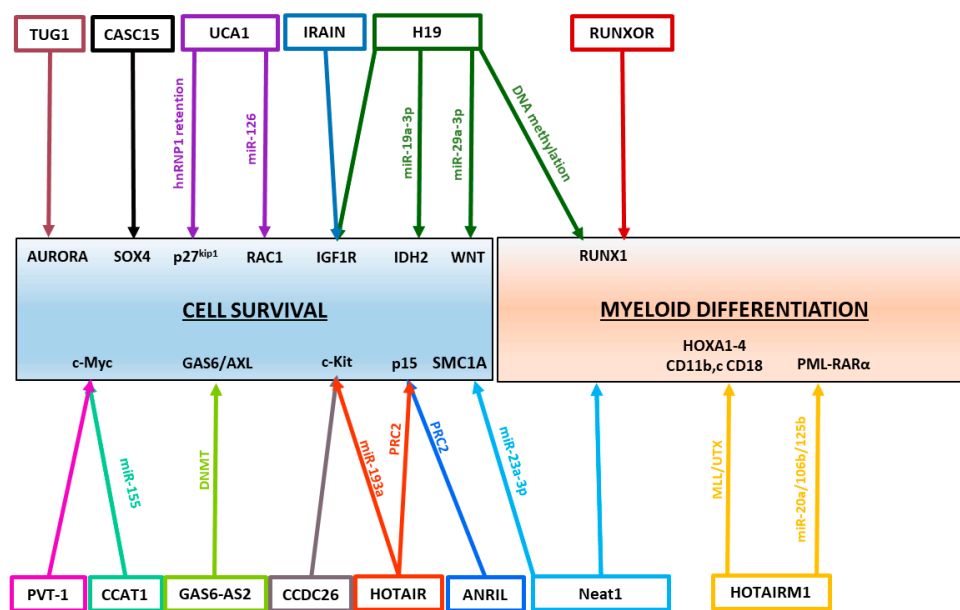 TUG1
CASC15
UCA1
IRAIN
H19
RUNXOR
hnRNP1 retention
miR-126
miR-19a-3p
miR-29a-3p
DNA methylation
AURORA
SOX4
p27kip1
RAC1
IGF1R
IDH2
WNT
RUNX1
CELL SURVIVAL
MYELOID DIFFERENTIATION
c-Myc
GAS6/AXL
c-Kit
p15
SMC1A
HOXA1-4
CD11b,c CD18
PML-RARα
miR-155
DNMT
miR-193a
PRC2
PRC2
miR-23a-3p
MLL/UTX
miR-20a/106b/125b
PVT-1
CCAT1
GAS6-AS2
CCDC26
HOTAIR
ANRIL
Neat1
HOTAIRM1